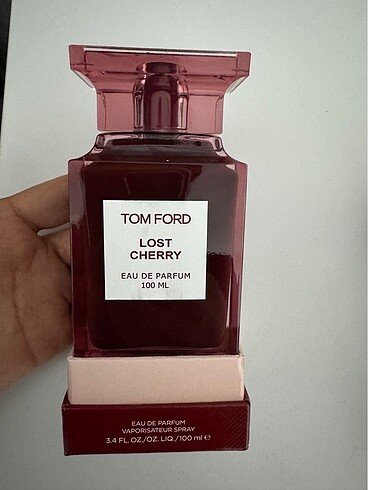 TOM FORD
LOST
CHERRY
EAU DE PARFUM
100 ML
EAU DE PARFUM
VAPORISATEUR SPRAY
3.4 FL. OZ./OZ. LIQ./100 ml ℮